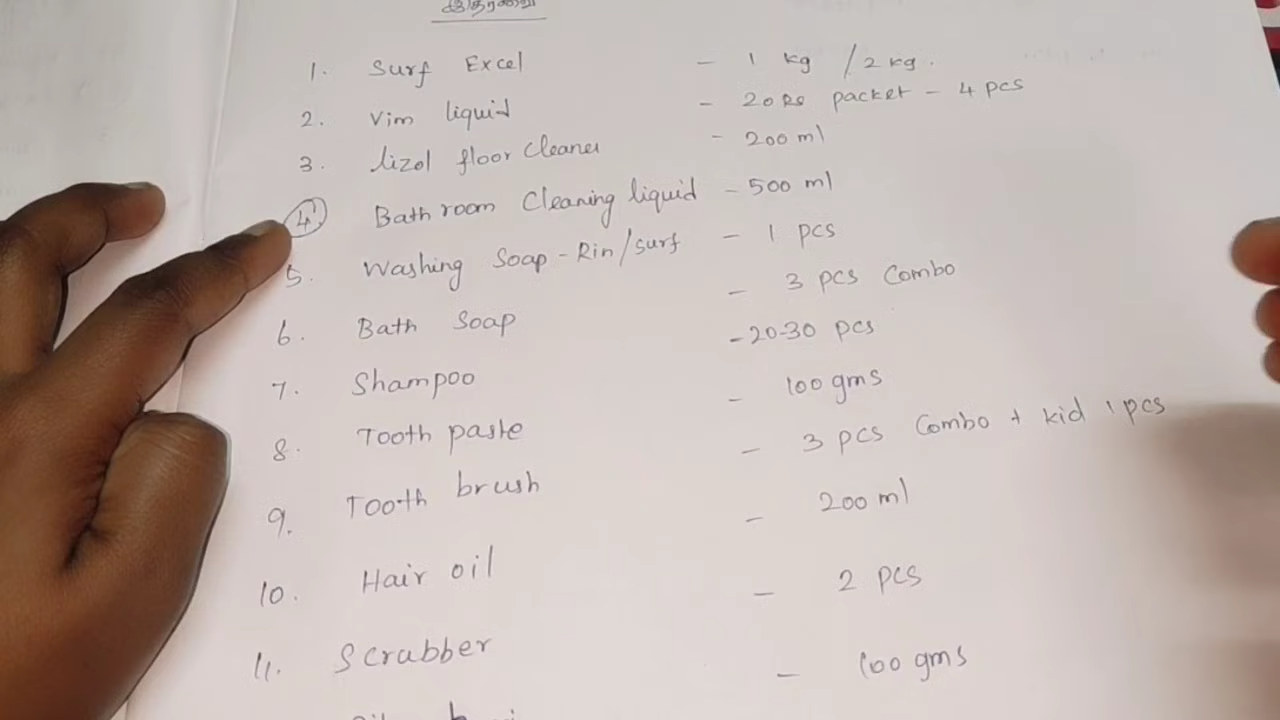 1. Surf Excel - 1 kg /2 kg.
2. Vim liquid - 20 Rs packet - 4 pcs
3. lizol floor cleaner - 200 ml
4. Bath room Cleaning liquid - 500 ml
5. Washing Soap - Rin/surf - 1 pcs
6. Bath Soap - 3 pcs Combo
7. Shampoo - 20-30 pcs
8. Tooth paste - 100 gms
9. Tooth brush - 3 pcs Combo + kid 1 pcs
10. Hair oil - 200 ml
11. Scrubber - 2 pcs
- 100 gms